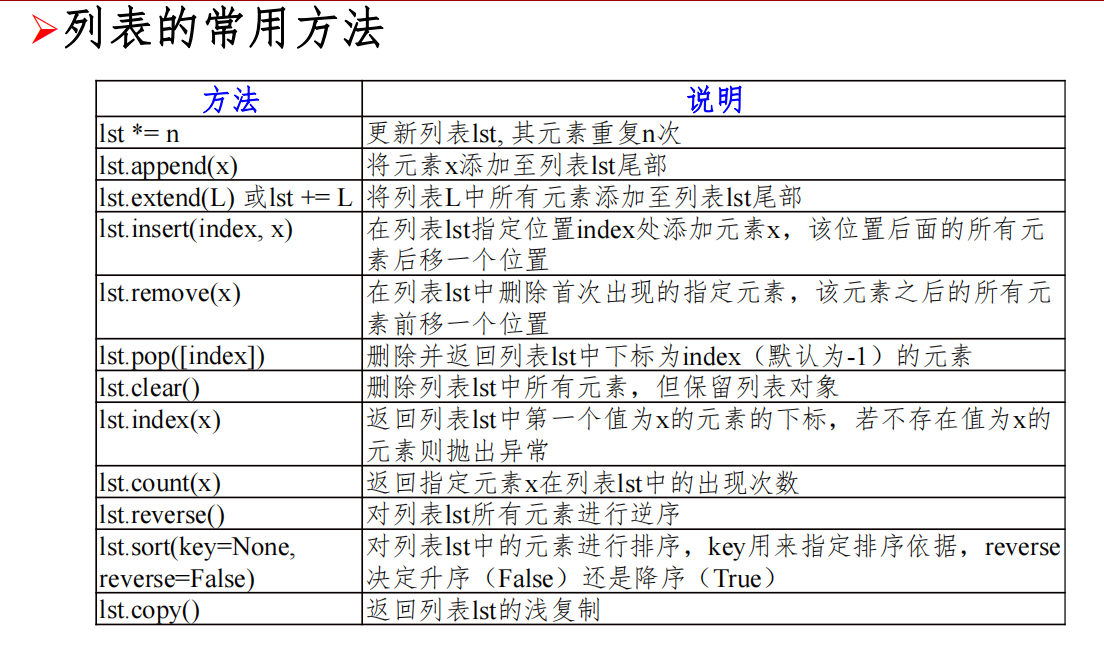 ➢列表的常用方法
方法 说明
lst *= n 更新列表lst, 其元素重复n次
lst.append(x) 将元素x添加至列表lst尾部
lst.extend(L) 或lst += L 将列表L中所有元素添加至列表lst尾部
lst.insert(index, x) 在列表lst指定位置index处添加元素x，该位置后面的所有元
素后移一个位置
lst.remove(x) 在列表lst中删除首次出现的指定元素，该元素之后的所有元
素前移一个位置
lst.pop([index]) 删除并返回列表lst中下标为index（默认为-1）的元素
lst.clear() 删除列表lst中所有元素，但保留列表对象
lst.index(x) 返回列表lst中第一个值为x的元素的下标，若不存在值为x的
元素则抛出异常
lst.count(x) 返回指定元素x在列表lst中的出现次数
lst.reverse() 对列表lst所有元素进行逆序
lst.sort(key=None, 对列表lst中的元素进行排序，key用来指定排序依据，reverse
reverse=False) 决定升序（False）还是降序（True）
lst.copy() 返回列表lst的浅复制